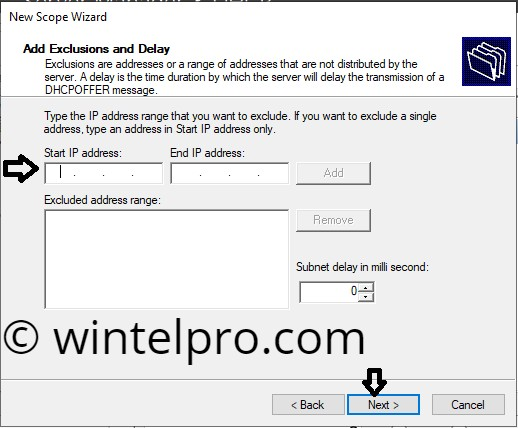 New Scope Wizard
Add Exclusions and Delay
Exclusions are addresses or a range of addresses that are not distributed by the
server. A delay is the time duration by which the server will delay the transmission of a
DHCPOFFER message.
Type the IP address range that you want to exclude. If you want to exclude a single
address, type an address in Start IP address only.
Start IP address:
End IP address:
Add
Excluded address range:
Remove
Subnet delay in milli second:
0
© wintelpro.com
< Back
Next >
Cancel